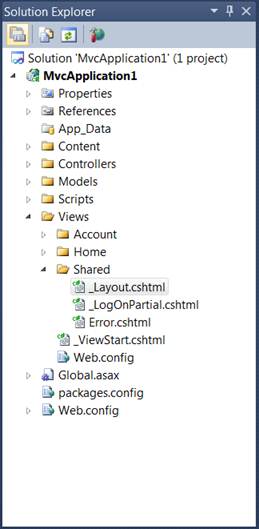 Solution Explorer
Solution 'MvcApplication1' (1 project)
MvcApplication1
Properties
References
App_Data
Content
Controllers
Models
Scripts
Views
Account
Home
Shared
_Layout.cshtml
_LogOnPartial.cshtml
Error.cshtml
_ViewStart.cshtml
Web.config
Global.asax
packages.config
Web.config